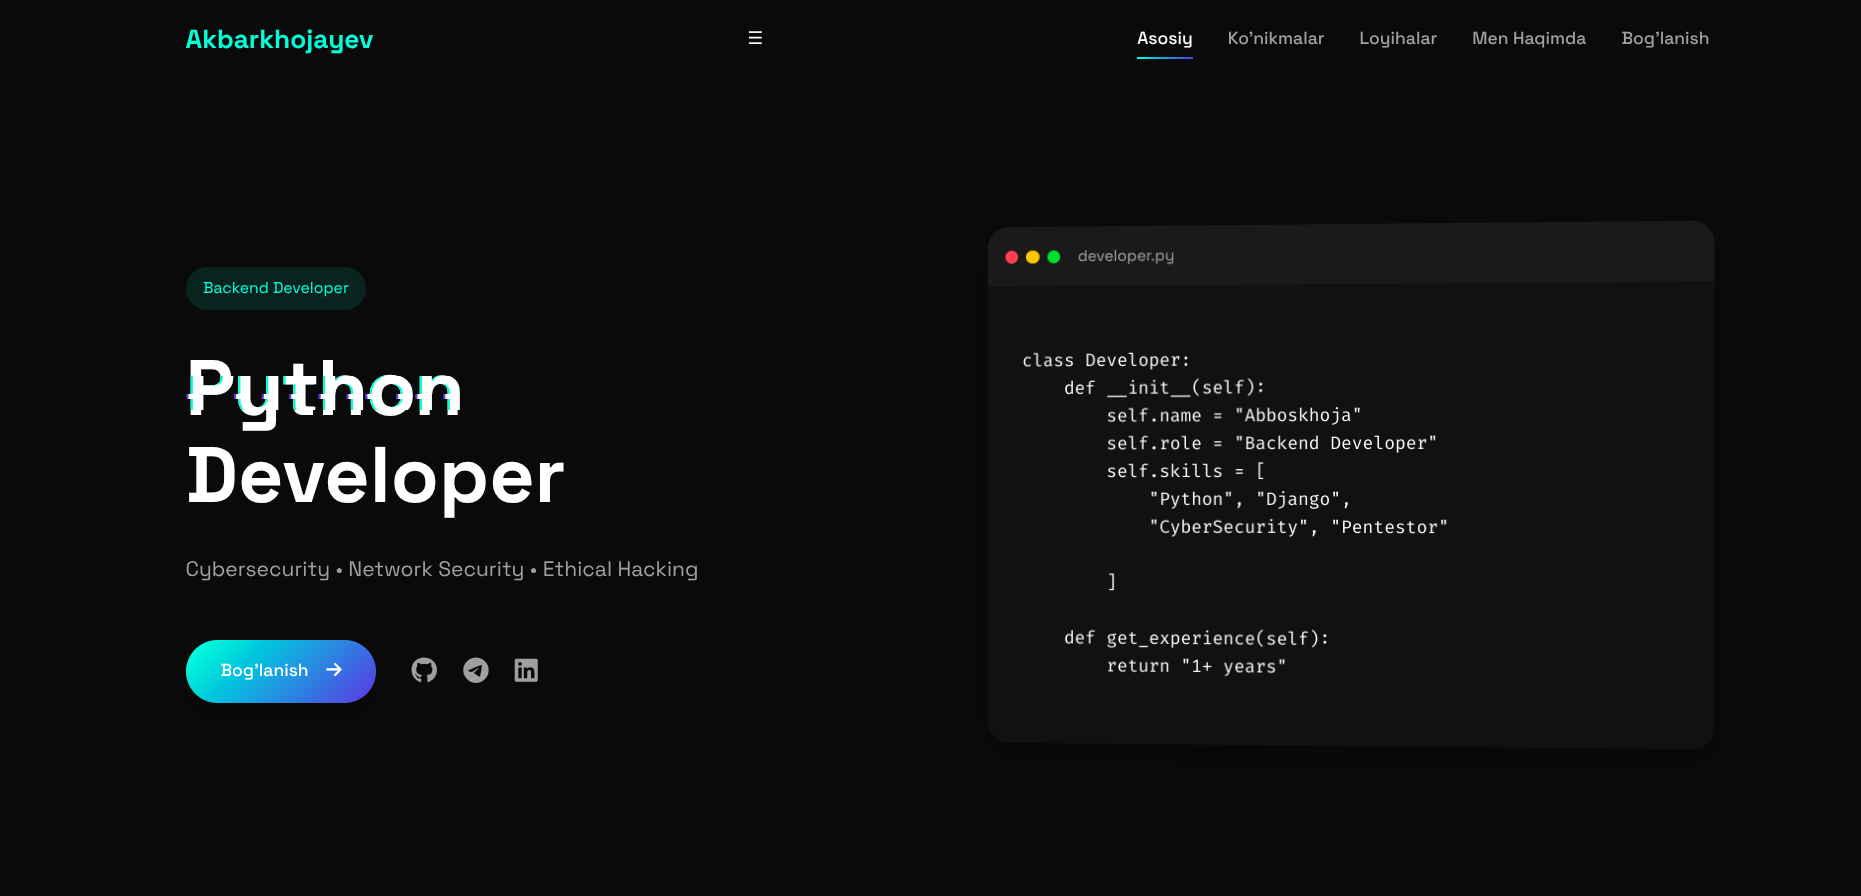 Akbarkhojayev
☰
Asosiy
Ko'nikmalar
Loyihalar
Men Haqimda
Bog'lanish
Backend Developer
Python
Developer
Cybersecurity • Network Security • Ethical Hacking
Bog'lanish →
developer.py
class Developer:
    def __init__(self):
        self.name = "Abboskhoja"
        self.role = "Backend Developer"
        self.skills = [
            "Python", "Django",
            "CyberSecurity", "Pentestor"
        ]
    def get_experience(self):
        return "1+ years"